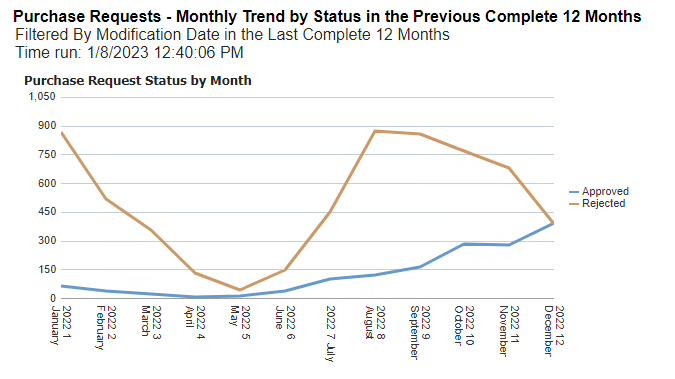 Purchase Requests - Monthly Trend by Status in the Previous Complete 12 Months
Filtered By Modification Date in the Last Complete 12 Months
Time run: 1/8/2023 12:40:06 PM
Purchase Request Status by Month
1,050
900
750
600
450
300
150
0
Approved
Rejected
2022 1
January
2022 2
February
2022 3
March
2022 4
April
2022 5
May
2022 6
June
2022 7 July
2022 8
August
2022 9
September
2022 10
October
2022 11
November
2022 12
December